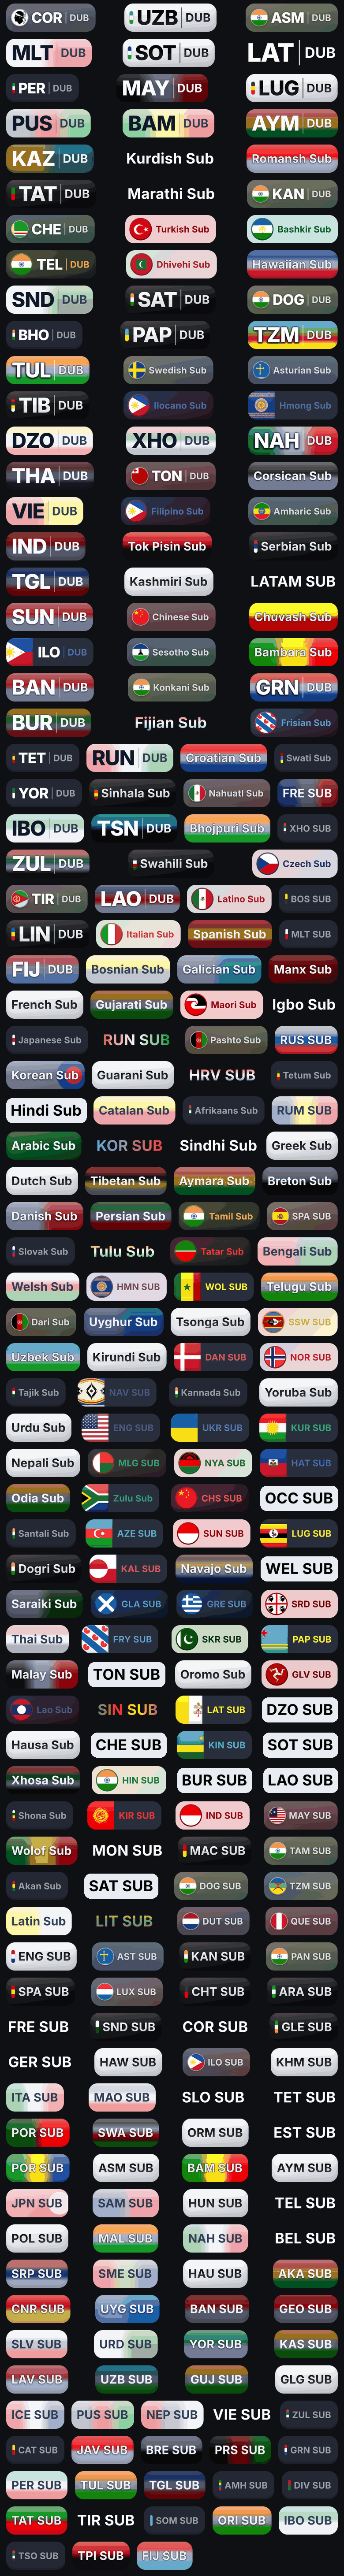 COR DUB UZB DUB ASM DUB
MLT DUB SOT DUB LAT DUB
PER DUB MAY DUB LUG DUB
PUS DUB BAM DUB AYM DUB
KAZ DUB Kurdish Sub Romansh Sub
TAT DUB Marathi Sub KAN DUB
CHE DUB Turkish Sub Bashkir Sub
TEL DUB Dhivehi Sub Hawaiian Sub
SND DUB SAT DUB DOG DUB
BHO DUB PAP DUB TZM DUB
TUL DUB Swedish Sub Asturian Sub
TIB DUB Ilocano Sub Hmong Sub
DZO DUB XHO DUB NAH DUB
THA DUB TON DUB Corsican Sub
VIE DUB Filipino Sub Amharic Sub
IND DUB Tok Pisin Sub Serbian Sub
TGL DUB Kashmiri Sub LATAM SUB
SUN DUB Chinese Sub Chuvash Sub
ILO DUB Sesotho Sub Bambara Sub
BAN DUB Konkani Sub GRN DUB
BUR DUB Fijian Sub Frisian Sub
TET DUB RUN DUB Croatian Sub Swati Sub
YOR DUB Sinhala Sub Nahuatl Sub FRE SUB
IBO DUB TSN DUB Bhojpuri Sub XHO SUB
ZUL DUB Swahili Sub Czech Sub
TIR DUB LAO DUB Latino Sub BOS SUB
LIN DUB Italian Sub Spanish Sub MLT SUB
FIJ DUB Bosnian Sub Galician Sub Manx Sub
French Sub Gujarati Sub Maori Sub Igbo Sub
Japanese Sub RUN SUB Pashto Sub RUS SUB
Korean Sub Guarani Sub HRV SUB Tetum Sub
Hindi Sub Catalan Sub Afrikaans Sub RUM SUB
Arabic Sub KOR SUB Sindhi Sub Greek Sub
Dutch Sub Tibetan Sub Aymara Sub Breton Sub
Danish Sub Persian Sub Tamil Sub SPA SUB
Slovak Sub Tulu Sub Tatar Sub Bengali Sub
Welsh Sub HMN SUB WOL SUB Telugu Sub
Dari Sub Uyghur Sub Tsonga Sub SSW SUB
Uzbek Sub Kirundi Sub DAN SUB NOR SUB
Tajik Sub NAV SUB Kannada Sub Yoruba Sub
Urdu Sub ENG SUB UKR SUB KUR SUB
Nepali Sub MLG SUB NYA SUB HAT SUB
Odia Sub Zulu Sub CHS SUB OCC SUB
Santali Sub AZE SUB SUN SUB LUG SUB
Dogri Sub KAL SUB Navajo Sub WEL SUB
Saraiki Sub GLA SUB GRE SUB SRD SUB
Thai Sub FRY SUB SKR SUB PAP SUB
Malay Sub TON SUB Oromo Sub GLV SUB
Lao Sub SIN SUB LAT SUB DZO SUB
Hausa Sub CHE SUB KIN SUB SOT SUB
Xhosa Sub HIN SUB BUR SUB LAO SUB
Shona Sub KIR SUB IND SUB MAY SUB
Wolof Sub MON SUB MAC SUB TAM SUB
Akan Sub SAT SUB DOG SUB TZM SUB
Latin Sub LIT SUB DUT SUB QUE SUB
ENG SUB AST SUB KAN SUB PAN SUB
SPA SUB LUX SUB CHT SUB ARA SUB
FRE SUB SND SUB COR SUB GLE SUB
GER SUB HAW SUB ILO SUB KHM SUB
ITA SUB MAO SUB SLO SUB TET SUB
POR SUB SWA SUB ORM SUB EST SUB
POR SUB ASM SUB BAM SUB AYM SUB
JPN SUB SAM SUB HUN SUB TEL SUB
POL SUB MAL SUB NAH SUB BEL SUB
SRP SUB SME SUB HAU SUB AKA SUB
CNR SUB UYG SUB BAN SUB GEO SUB
SLV SUB URD SUB YOR SUB KAS SUB
LAV SUB UZB SUB GUJ SUB GLG SUB
ICE SUB PUS SUB NEP SUB VIE SUB ZUL SUB
CAT SUB JAV SUB BRE SUB PRS SUB GRN SUB
PER SUB TUL SUB TGL SUB AMH SUB DIV SUB
TAT SUB TIR SUB SOM SUB ORI SUB IBO SUB
TSO SUB TPI SUB FIJ SUB